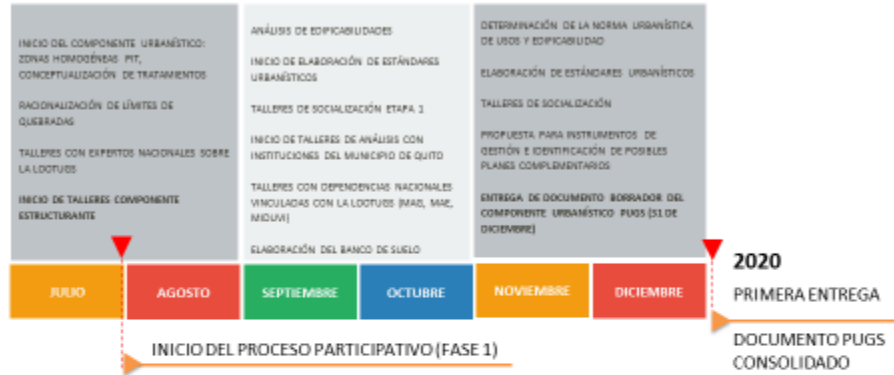 INICIO DEL COMPONENTE URBANÍSTICO:
ZONAS HOMOGÉNEAS PIT,
CONCEPTUALIZACIÓN DE TRATAMIENTOS
RACIONALIZACIÓN DE LÍMITES DE
QUEBRADAS
TALLERES CON EXPERTOS NACIONALES SOBRE
LA LOOTUGS
INICIO DE TALLERES COMPONENTE
ESTRUCTURANTE
ANÁLISIS DE EDIFICABILIDADES
INICIO DE ELABORACIÓN DE ESTÁNDARES
URBANÍSTICOS
TALLERES DE SOCIALIZACIÓN ETAPA 1
INICIO DE TALLERES DE ANÁLISIS CON
INSTITUCIONES DEL MUNICIPIO DE QUITO
TALLERES CON DEPENDENCIAS NACIONALES
VINCULADAS CON LA LOOTUGS (MAG, MAE,
MIDUVI)
ELABORACIÓN DEL BANCO DE SUELO
DETERMINACIÓN DE LA NORMA URBANÍSTICA
DE USOS Y EDIFICABILIDAD
ELABORACIÓN DE ESTÁNDARES URBANÍSTICOS
TALLERES DE SOCIALIZACIÓN
PROPUESTA PARA INSTRUMENTOS DE
GESTIÓN E IDENTIFICACIÓN DE POSIBLES
PLANES COMPLEMENTARIOS
ENTREGA DE DOCUMENTO BORRADOR DEL
COMPONENTE URBANÍSTICO PUGS (31 DE
DICIEMBRE)
JULIO
AGOSTO
SEPTIEMBRE
OCTUBRE
NOVIEMBRE
DICIEMBRE
2020
PRIMERA ENTREGA
INICIO DEL PROCESO PARTICIPATIVO (FASE 1)
DOCUMENTO PUGS
CONSOLIDADO